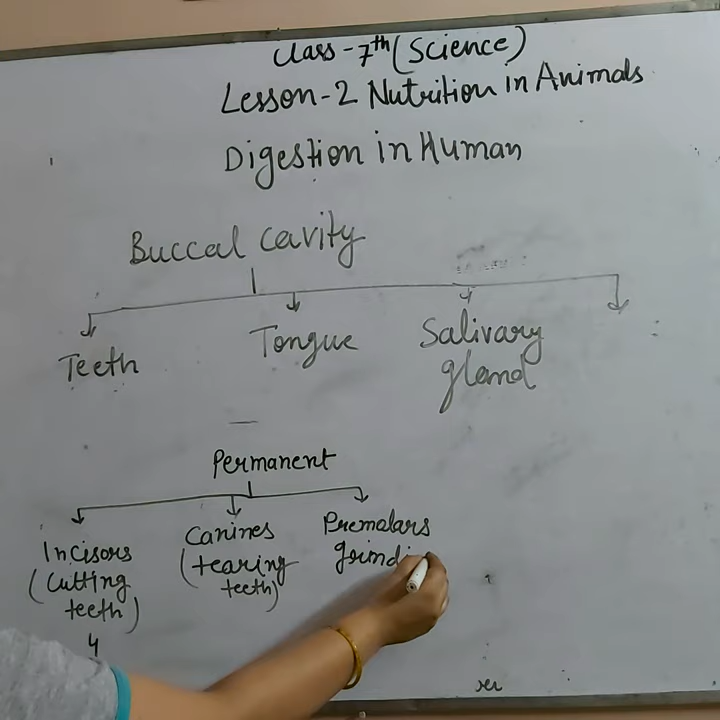 Class - 7th (Science)
Lesson - 2 Nutrition in Animals
Digestion in Human
Buccal Cavity
Teeth Tongue Salivary
gland
Permanent
Incisors Canines Premolars
(Cutting (tearing grindi
teeth) teeth)
4